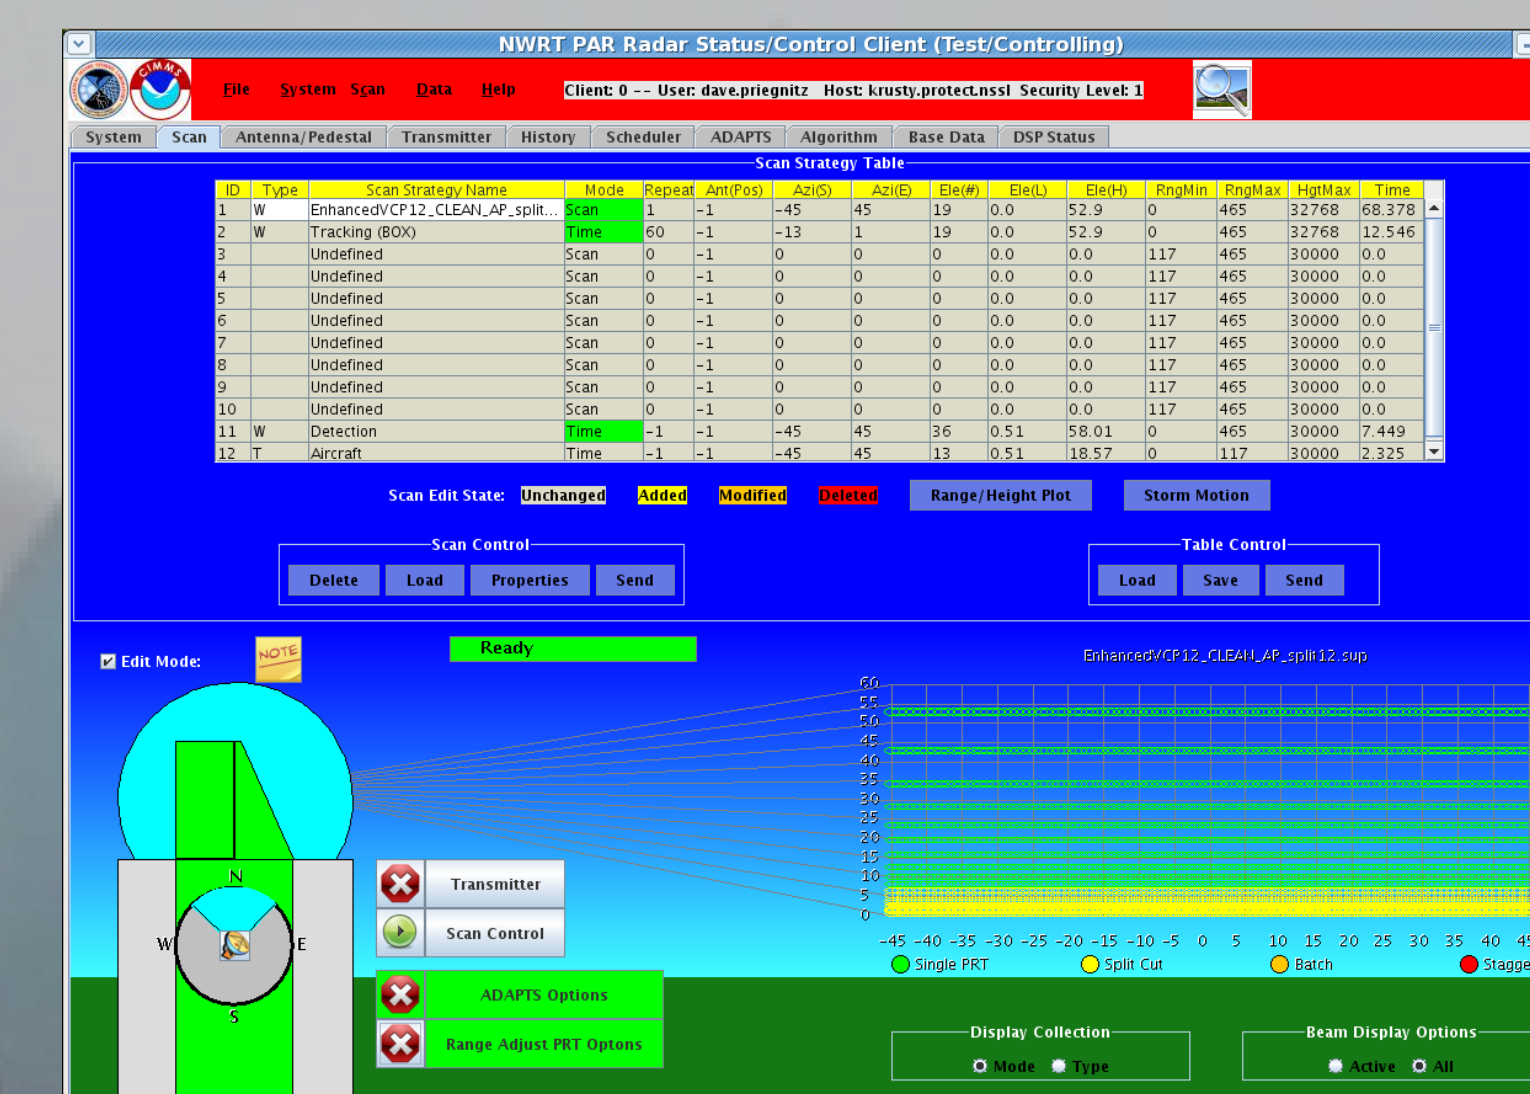 NWRT PAR Radar Status/Control Client (Test/Controlling)
CIMMS
File System Scan Data Help Client: 0 -- User: dave.priegnitz Host: krusty.protect.nssl Security Level: 1
System Scan Antenna/Pedestal Transmitter History Scheduler ADAPTS Algorithm Base Data DSP Status
Scan Strategy Table
ID Type Scan Strategy Name Mode Repeat Ant(Pos) Azi(S) Azi(E) Ele(#) Ele(L) Ele(H) RngMin RngMax HgtMax Time
1 W EnhancedVCP12_CLEAN_AP_split... Scan 1 -1 -45 45 19 0.0 52.9 0 465 32768 68.378
2 W Tracking (BOX) Time 60 -1 -13 1 19 0.0 52.9 0 465 32768 12.546
3 Undefined Scan 0 -1 0 0 0 0.0 0.0 117 465 30000 0.0
4 Undefined Scan 0 -1 0 0 0 0.0 0.0 117 465 30000 0.0
5 Undefined Scan 0 -1 0 0 0 0.0 0.0 117 465 30000 0.0
6 Undefined Scan 0 -1 0 0 0 0.0 0.0 117 465 30000 0.0
7 Undefined Scan 0 -1 0 0 0 0.0 0.0 117 465 30000 0.0
8 Undefined Scan 0 -1 0 0 0 0.0 0.0 117 465 30000 0.0
9 Undefined Scan 0 -1 0 0 0 0.0 0.0 117 465 30000 0.0
10 Undefined Scan 0 -1 0 0 0 0.0 0.0 117 465 30000 0.0
11 W Detection Time -1 -1 -45 45 36 0.51 58.01 0 465 30000 7.449
12 T Aircraft Time -1 -1 -45 45 13 0.51 18.57 0 117 30000 2.325
Scan Edit State: Unchanged Added Modified Deleted Range/Height Plot Storm Motion
Scan Control Table Control
Delete Load Properties Send Load Save Send
Edit Mode: NOTE Ready
EnhancedVCP12_CLEAN_AP_split12.sup
60
55
50
45
40
35
30
25
20
15
10
5
0
-45 -40 -35 -30 -25 -20 -15 -10 -5 0 5 10 15 20 25 30 35 40 45
Single PRT Split Cut Batch Stagge
N
W E
S
Transmitter
Scan Control
ADAPTS Options
Range Adjust PRT Optons
Display Collection Beam Display Options
Mode Type Active All